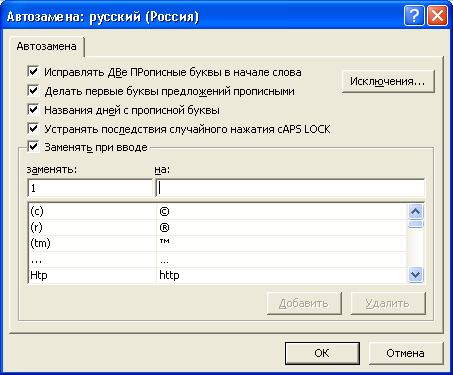 Автозамена: русский (Россия)
Автозамена
Исправлять ДВе ПРописные буквы в начале слова
Исключения...
Делать первые буквы предложений прописными
Названия дней с прописной буквы
Устранять последствия случайного нажатия cAPS LOCK
Заменять при вводе
заменять: на:
1
(c) ©
(r) ®
(tm) ™
... …
Htp http
Добавить Удалить
OK Отмена